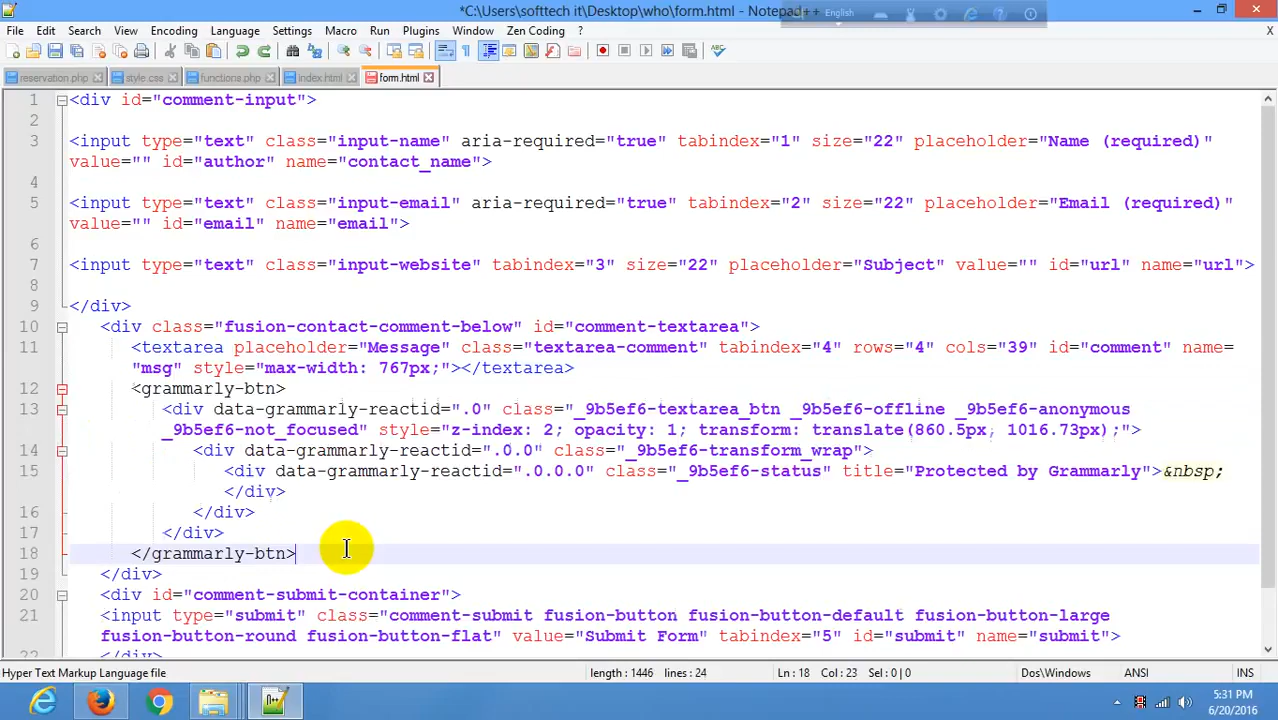 *C:\Users\softtech it\Desktop\who\form.html - Notepad++
English
File Edit Search View Encoding Language Settings Macro Run Plugins Window Zen Coding ?
X
reservation.php style.css functions.php index.html form.html
1 <div id="comment-input">
2
3 <input type="text" class="input-name" aria-required="true" tabindex="1" size="22" placeholder="Name (required)"
value="" id="author" name="contact_name">
4
5 <input type="text" class="input-email" aria-required="true" tabindex="2" size="22" placeholder="Email (required)"
value="" id="email" name="email">
6
7 <input type="text" class="input-website" tabindex="3" size="22" placeholder="Subject" value="" id="url" name="url">
8
9 </div>
10 <div class="fusion-contact-comment-below" id="comment-textarea">
11 <textarea placeholder="Message" class="textarea-comment" tabindex="4" rows="4" cols="39" id="comment" name=
"msg" style="max-width: 767px;"></textarea>
12 <grammarly-btn>
13 <div data-grammarly-reactid=".0" class="_9b5ef6-textarea_btn _9b5ef6-offline _9b5ef6-anonymous
_9b5ef6-not_focused" style="z-index: 2; opacity: 1; transform: translate(860.5px, 1016.73px);">
14 <div data-grammarly-reactid=".0.0" class="_9b5ef6-transform_wrap">
15 <div data-grammarly-reactid=".0.0.0" class="_9b5ef6-status" title="Protected by Grammarly">&nbsp;
</div>
16 </div>
17 </div>
18 </grammarly-btn>
19 </div>
20 <div id="comment-submit-container">
21 <input type="submit" class="comment-submit fusion-button fusion-button-default fusion-button-large
fusion-button-round fusion-button-flat" value="Submit Form" tabindex="5" id="submit" name="submit">
22 </div>
Hyper Text Markup Language file length : 1446 lines : 24 Ln : 18 Col : 23 Sel : 0 | 0 Dos\Windows ANSI INS
5:31 PM
6/20/2016